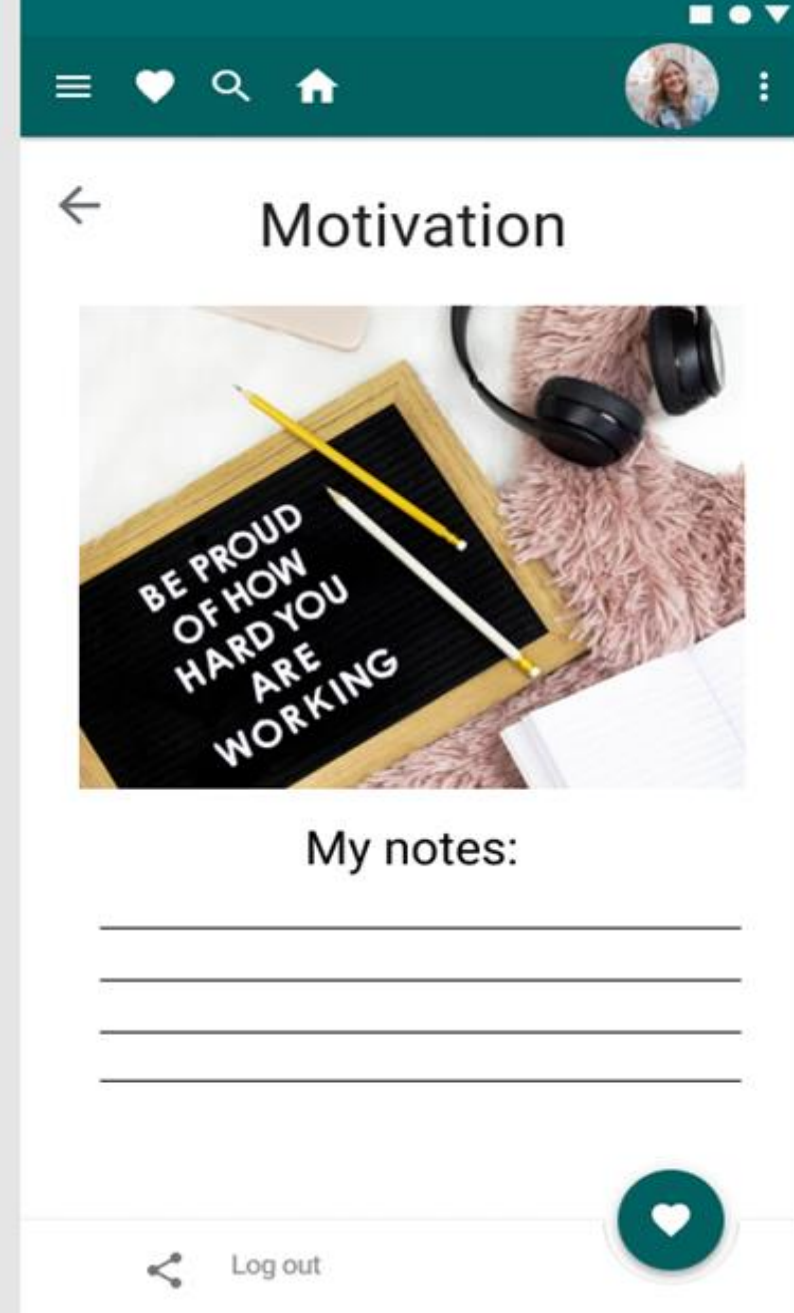 Motivation
BE PROUD
OF HOW
HARD YOU
ARE
WORKING
My notes:
Log out